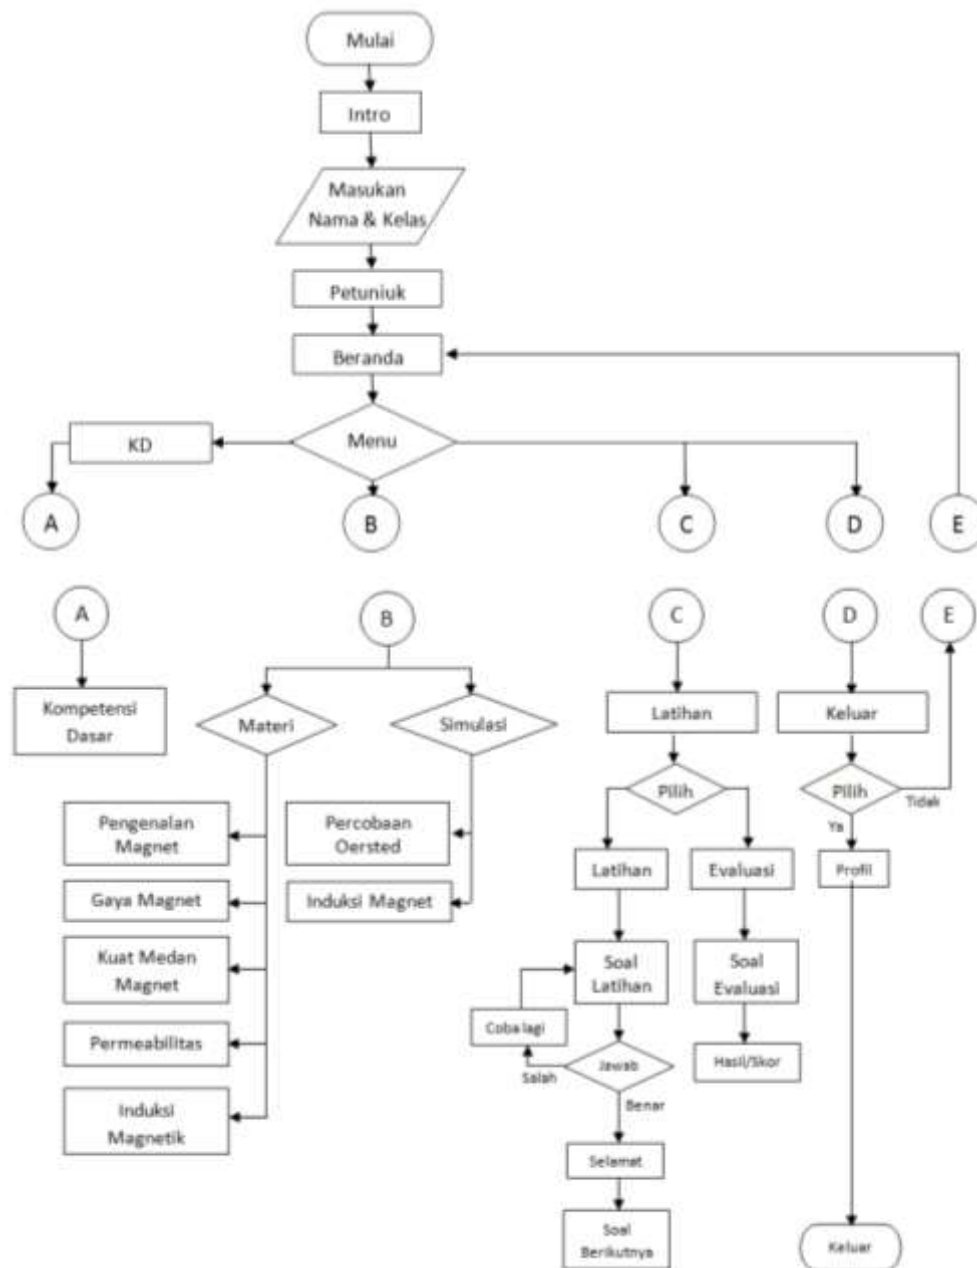 Mulai
Intro
Masukan
Nama & Kelas
Petuniuk
Beranda
Menu
KD
A
B
C
D
E
A
B
C
D
E
Kompetensi
Dasar
Materi
Simulasi
Latihan
Keluar
Pilih
Pilih
Tidak
Ya
Pengenalan
Magnet
Percobaan
Oersted
Latihan
Evaluasi
Profil
Gaya Magnet
Induksi Magnet
Kuat Medan
Magnet
Soal
Latihan
Soal
Evaluasi
Coba lagi
Permeabilitas
Salah
Jawab
Hasil/Skor
Benar
Induksi
Magnetik
Selamat
Soal
Berikutnya
Keluar